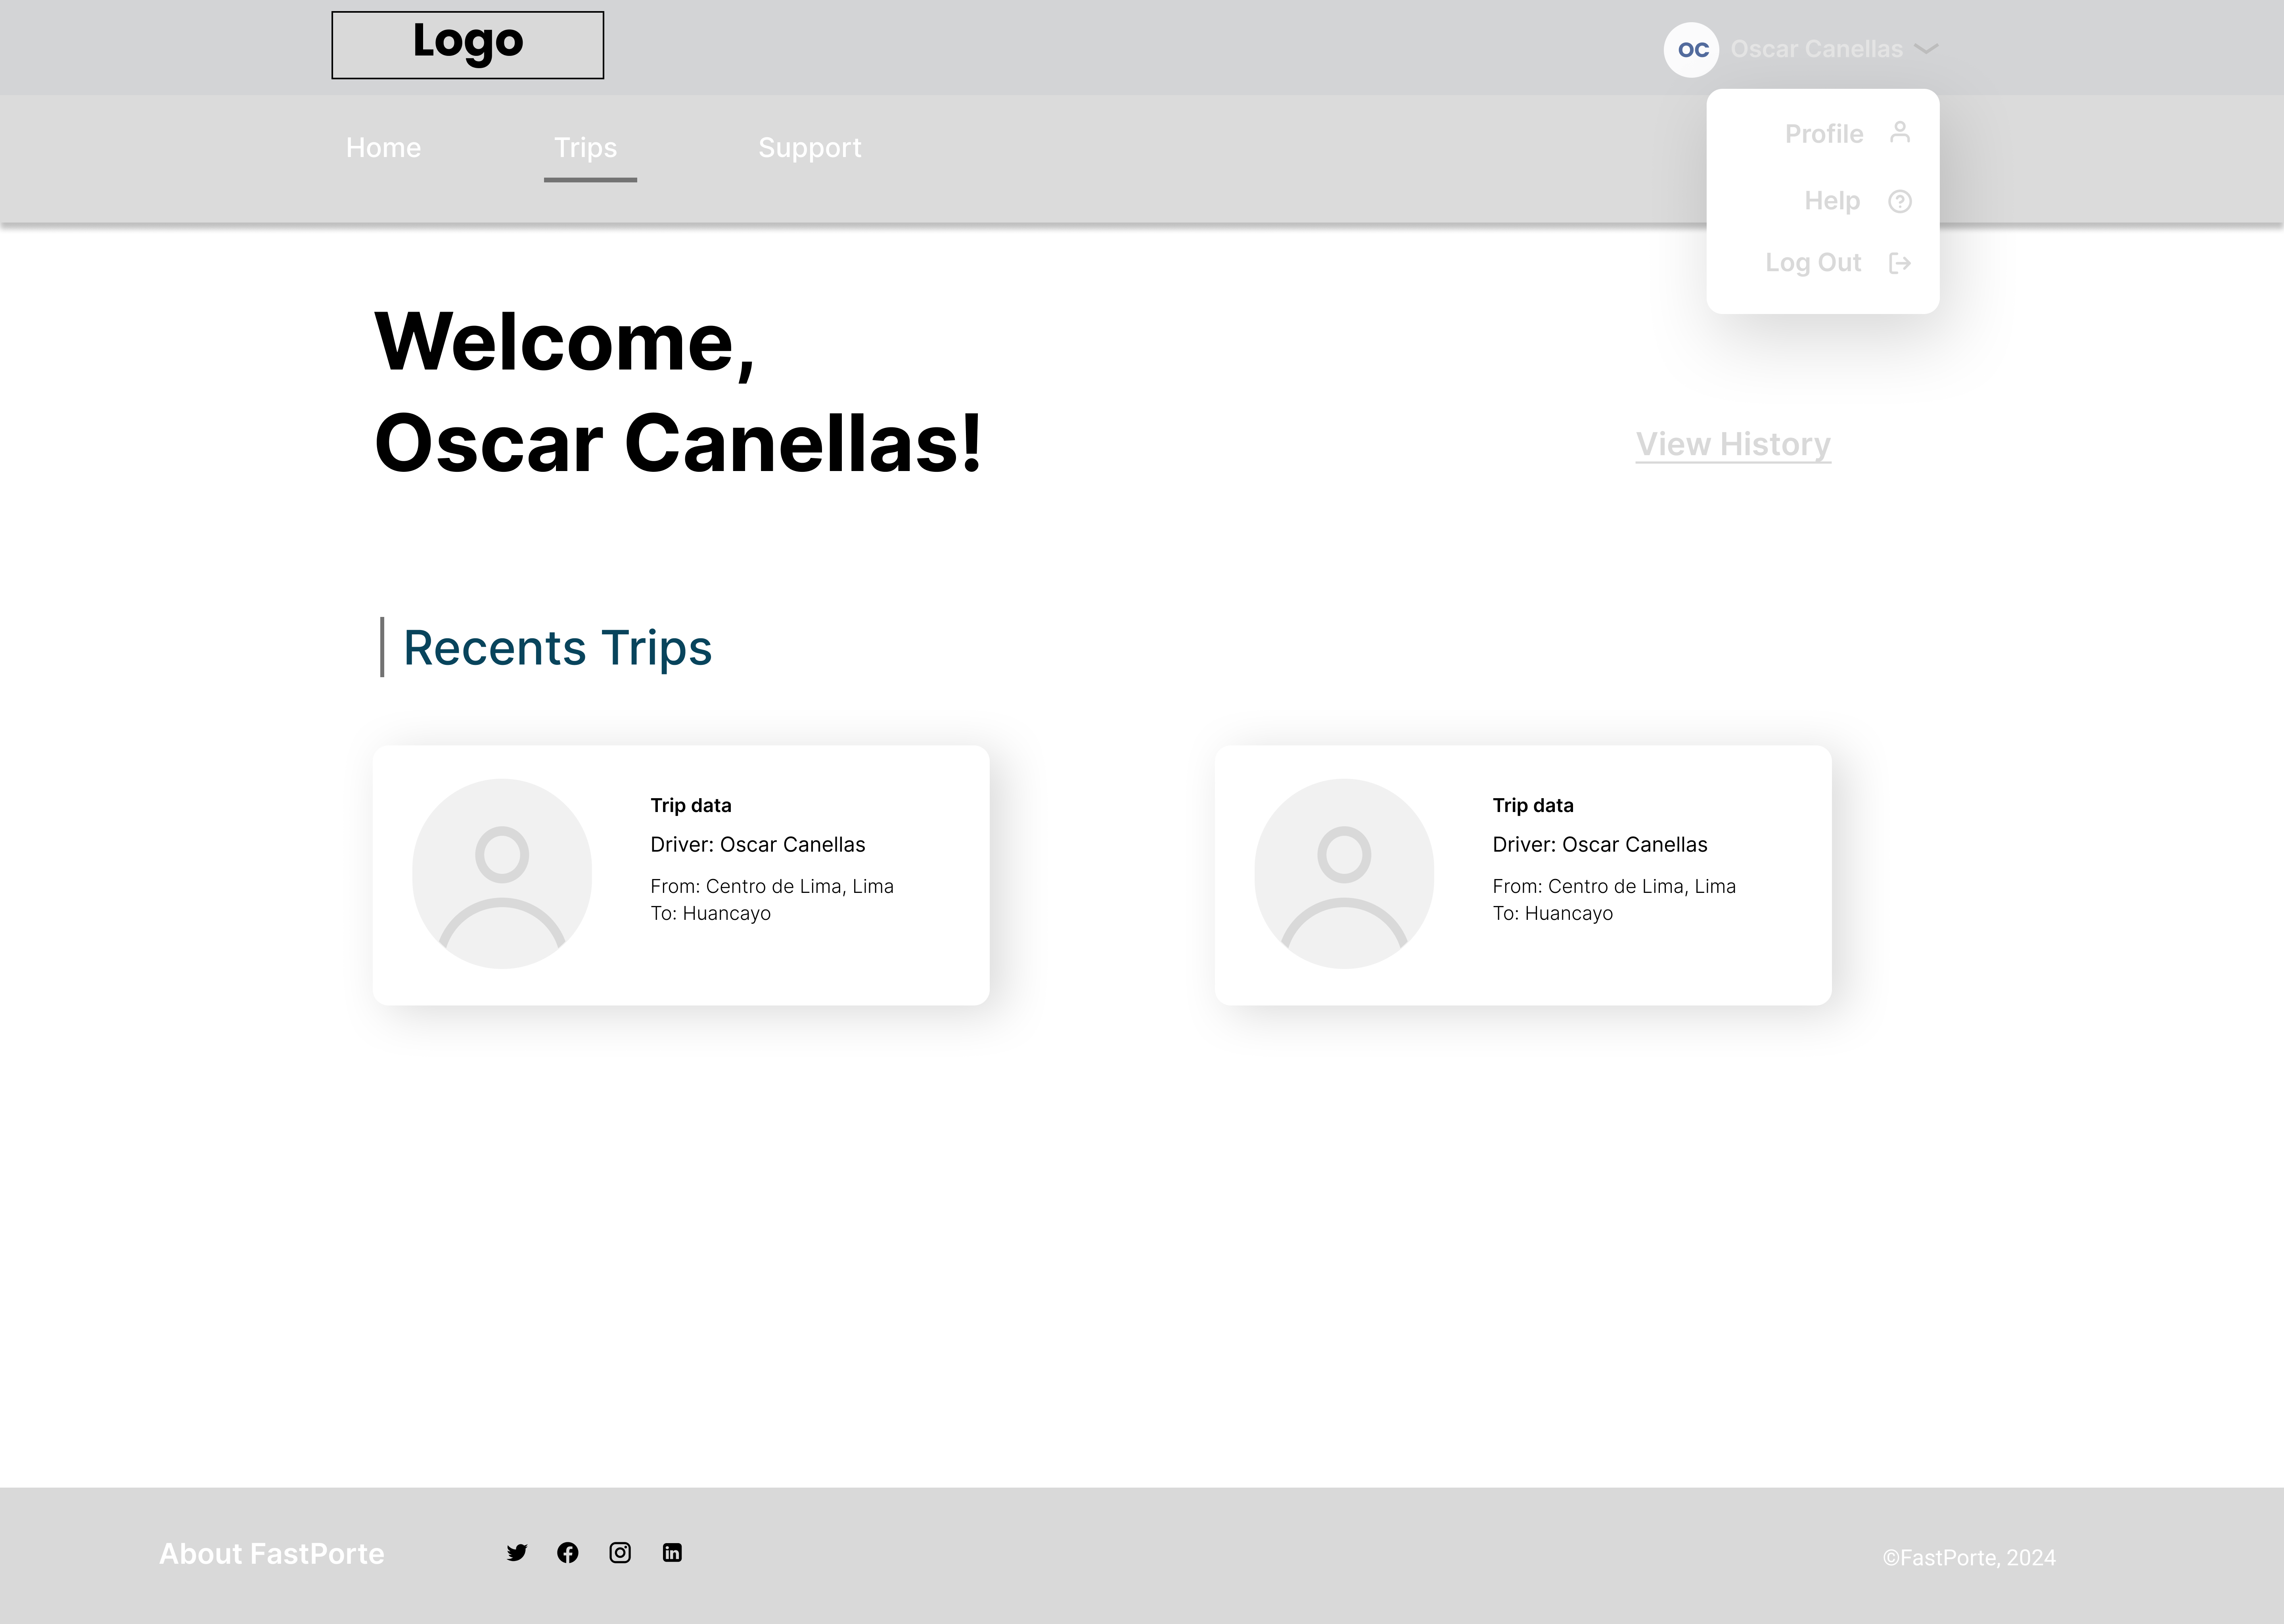 Logo
OC Oscar Canellas
Home Trips Support
Profile
Help
Log Out
Welcome,
Oscar Canellas!
View History
Recents Trips
Trip data
Driver: Oscar Canellas
From: Centro de Lima, Lima
To: Huancayo
Trip data
Driver: Oscar Canellas
From: Centro de Lima, Lima
To: Huancayo
About FastPorte
©FastPorte, 2024